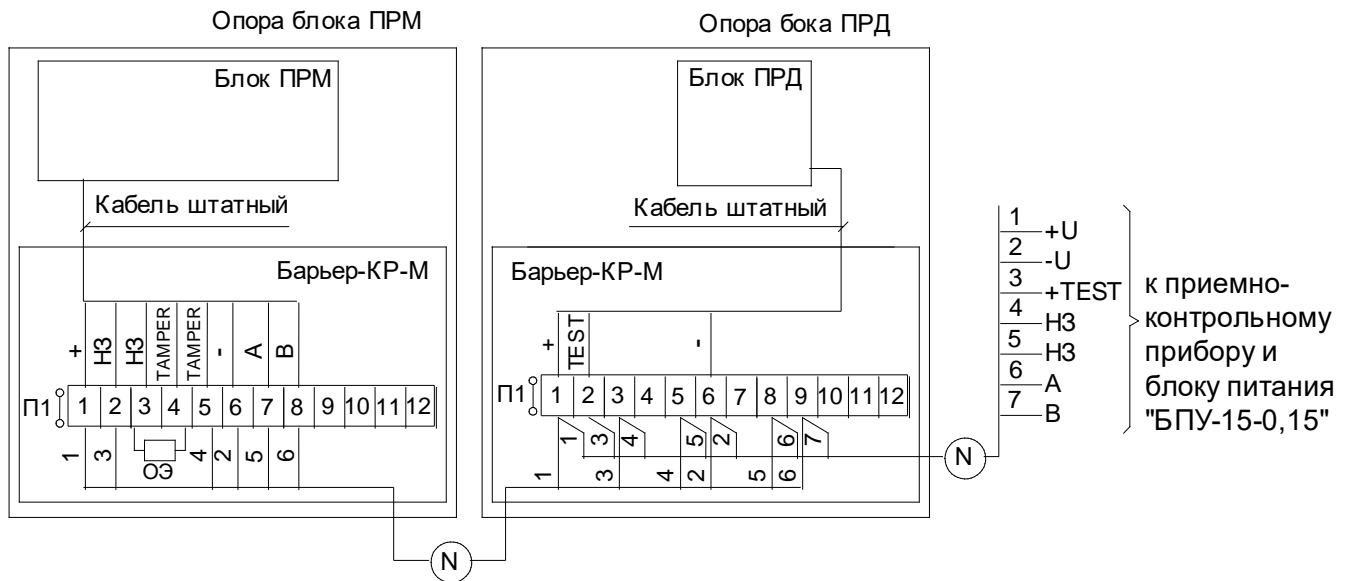 Опора блока ПРМ
Опора бока ПРД
Блок ПРМ
Блок ПРД
Кабель штатный
Кабель штатный
Барьер-КР-М
Барьер-КР-М
+ НЗ НЗ TAMPER TAMPER - A B
+ TEST -
П1 1 2 3 4 5 6 7 8 9 10 11 12
П1 1 2 3 4 5 6 7 8 9 10 11 12
1 3 ОЭ 4 2 5 6
1 3 4 5 2 6 7
1 3 4 2 5 6
N
N
1 +U
2 -U
3 +TEST
4 НЗ
5 НЗ
6 A
7 B
к приемно-
контрольному
прибору и
блоку питания
"БПУ-15-0,15"